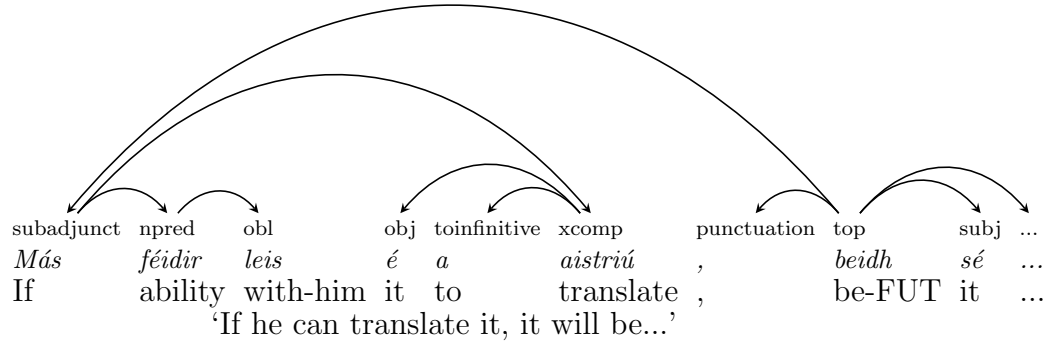 subadjunct npred obl obj toinfinitive xcomp punctuation top subj ...
Más féidir leis é a aistriú , beidh sé ...
If ability with-him it to translate , be-FUT it ...
‘If he can translate it, it will be...’